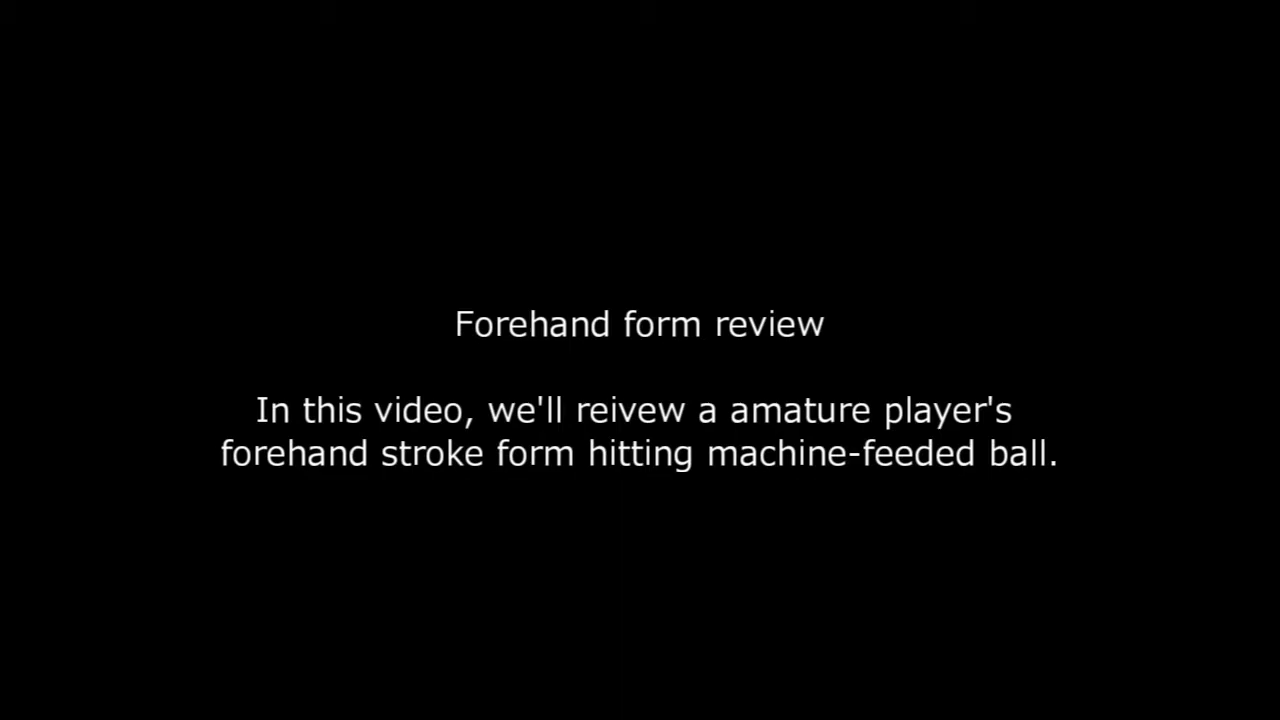 Forehand form review
In this video, we'll reivew a amature player's
forehand stroke form hitting machine-feeded ball.